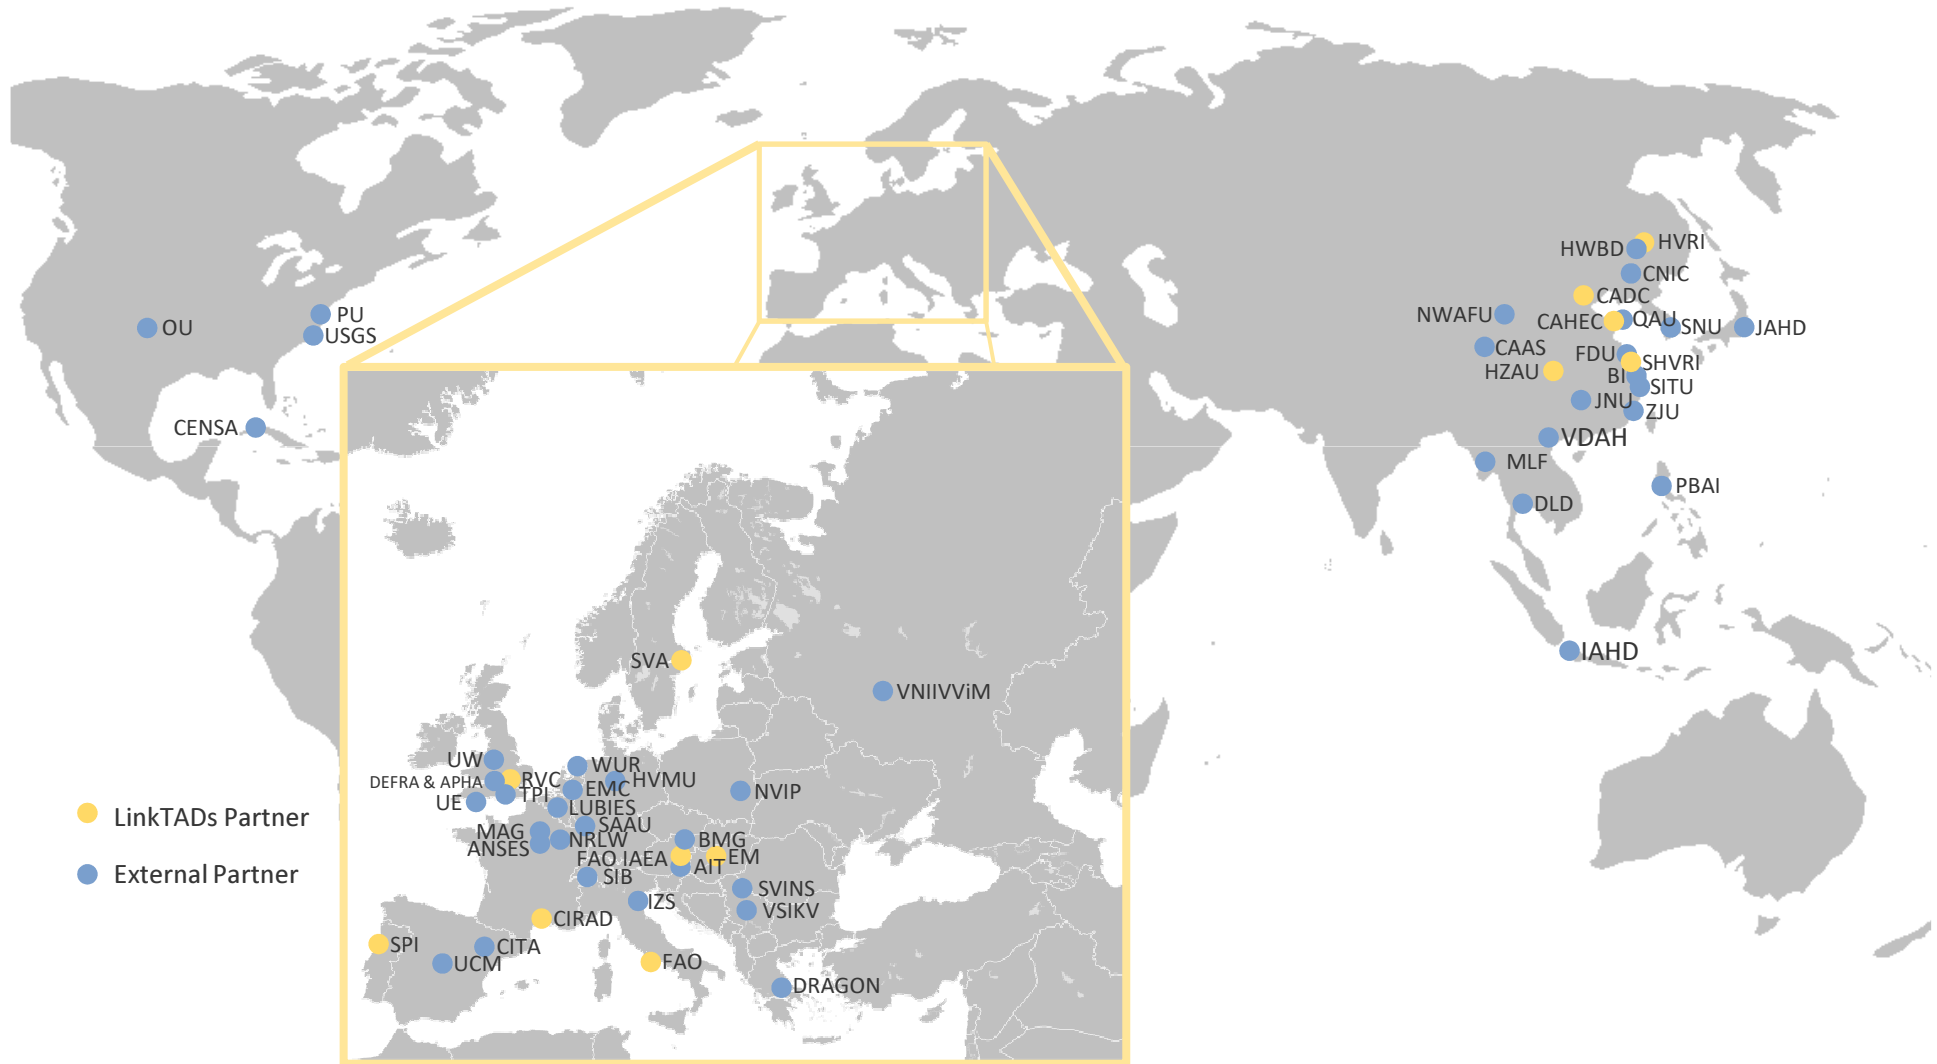 HWBD
HVRI
CNIC
CADC
NWAFU
CAHEC
QAU
SNU
JAHD
OU
PU
USGS
CAAS
FDU
SHVRI
HZAU
BI
SITU
JNU
ZJU
CENSA
VDAH
MLF
PBAI
DLD
IAHD
SVA
VNIIVViM
UW
WUR
DEFRA & APHA
RVC
HVMU
UE
TPI
EMC
NVIP
LUBIES
LinkTADs Partner
MAG
SAAU
ANSES
NRLW
BMG
FAO IAEA
EM
AIT
External Partner
SIB
SVINS
IZS
VSIKV
CIRAD
SPI
CITA
UCM
FAO
DRAGON